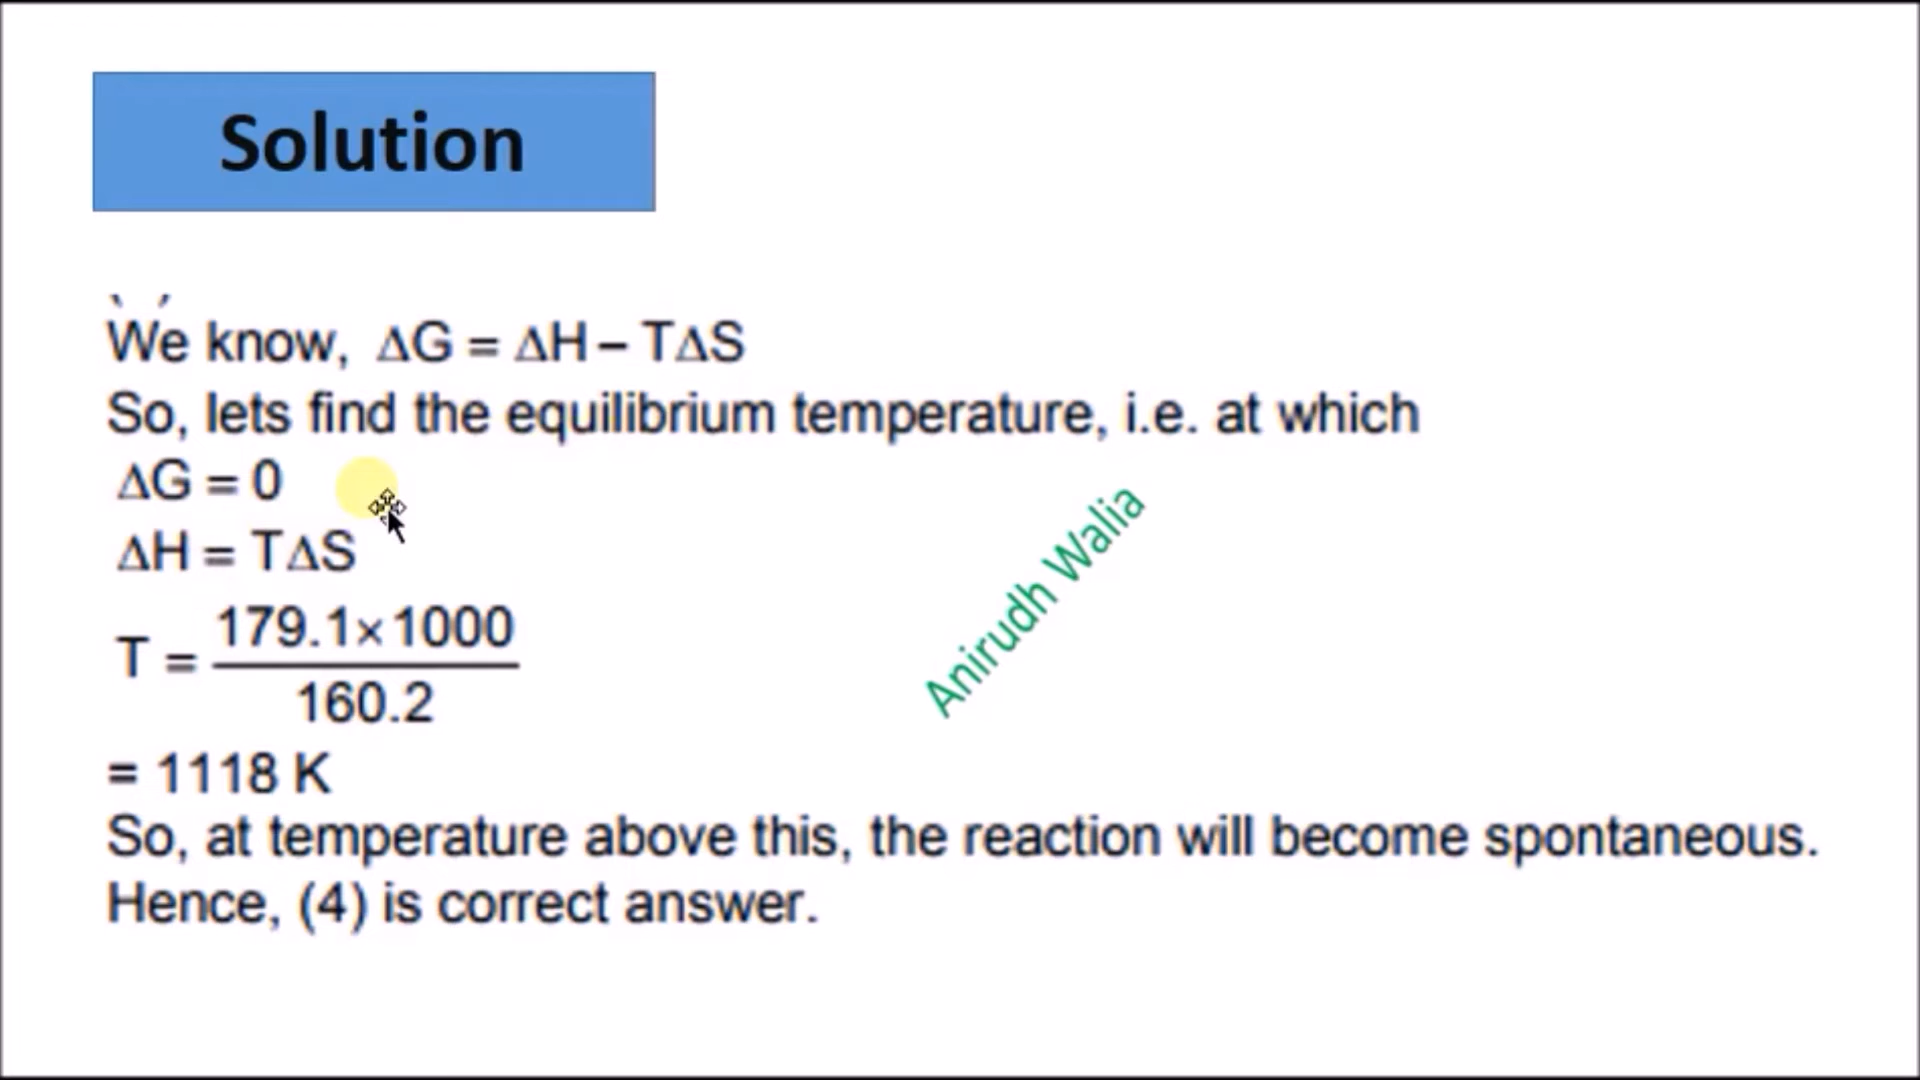 Solution
We know, ΔG = ΔH – TΔS
So, lets find the equilibrium temperature, i.e. at which
ΔG = 0
ΔH = TΔS
T = 179.1×1000 / 160.2
= 1118 K
So, at temperature above this, the reaction will become spontaneous.
Hence, (4) is correct answer.
Anirudh Walia